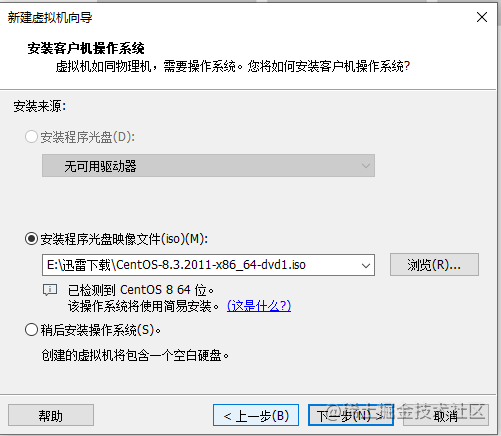 新建虚拟机向导
安装客户机操作系统
虚拟机如同物理机，需要操作系统。您将如何安装客户机操作系统?
安装来源:
安装程序光盘(D):
无可用驱动器
安装程序光盘映像文件(iso)(M):
E:\迅雷下载\CentOS-8.3.2011-x86_64-dvd1.iso
浏览(R)...
已检测到 CentOS 8 64 位。
该操作系统将使用简易安装。 (这是什么?)
稍后安装操作系统(S)。
创建的虚拟机将包含一个空白硬盘。
帮助
< 上一步(B)
下一步(N) >
取消
@稀土掘金技术社区